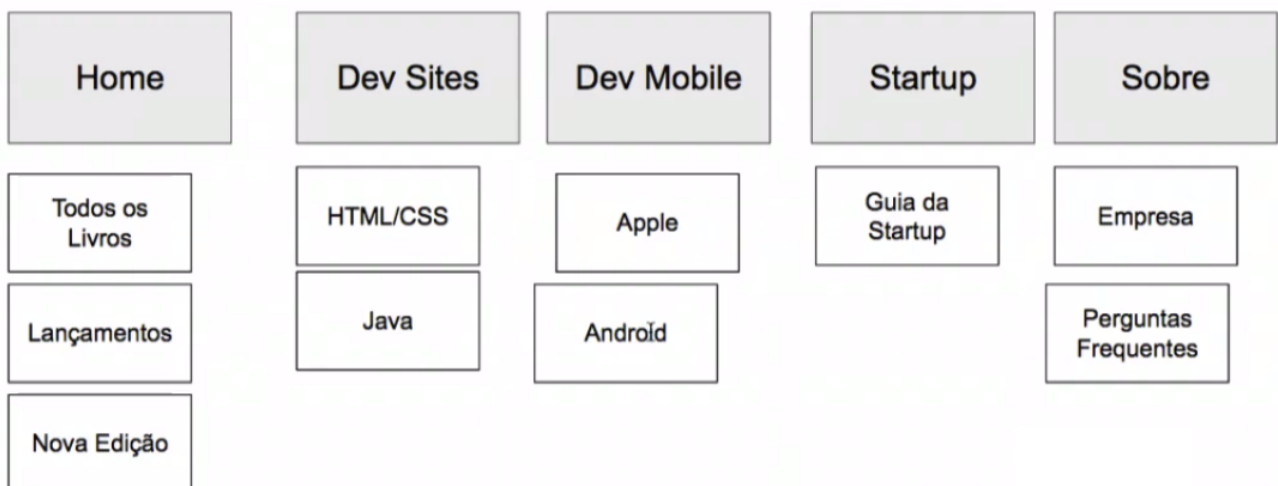 Home
Dev Sites
Dev Mobile
Startup
Sobre
Todos os
Livros
HTML/CSS
Apple
Guia da
Startup
Empresa
Lançamentos
Java
Android
Perguntas
Frequentes
Nova Edição